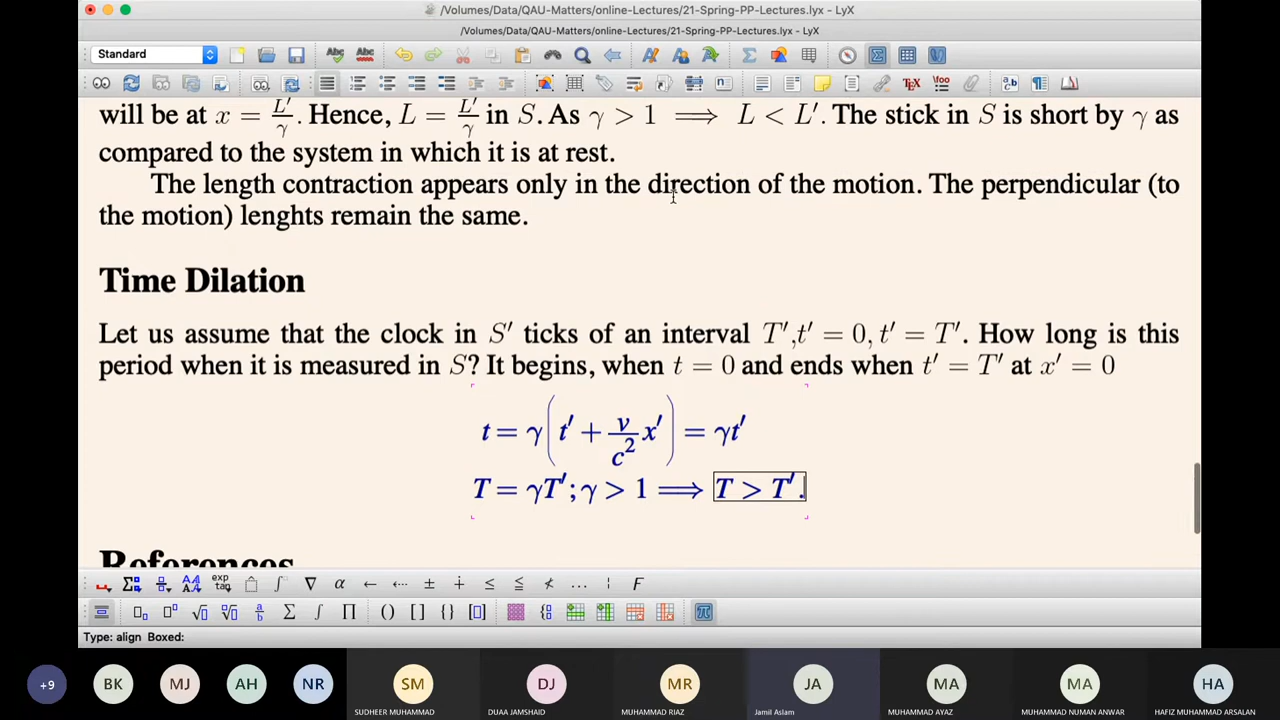 /Volumes/Data/QAU-Matters/online-Lectures/21-Spring-PP-Lectures.lyx - LyX
/Volumes/Data/QAU-Matters/online-Lectures/21-Spring-PP-Lectures.lyx - LyX
Standard
will be at x = L′/γ. Hence, L = L′/γ in S. As γ > 1 ⟹ L < L′. The stick in S is short by γ as
compared to the system in which it is at rest.
The length contraction appears only in the direction of the motion. The perpendicular (to
the motion) lenghts remain the same.
Time Dilation
Let us assume that the clock in S′ ticks of an interval T′,t′ = 0, t′ = T′. How long is this
period when it is measured in S? It begins, when t = 0 and ends when t′ = T′ at x′ = 0
t = γ(t′ + v/c² x′) = γt′
T = γT′; γ > 1 ⟹ T > T′.
References
Type: align Boxed:
+9 BK MJ AH NR SM DJ MR JA MA MA HA
SUDHEER MUHAMMAD DUAA JAMSHAID MUHAMMAD RIAZ Jamil Aslam MUHAMMAD AYAZ MUHAMMAD NUMAN ANWAR HAFIZ MUHAMMAD ARSALAN